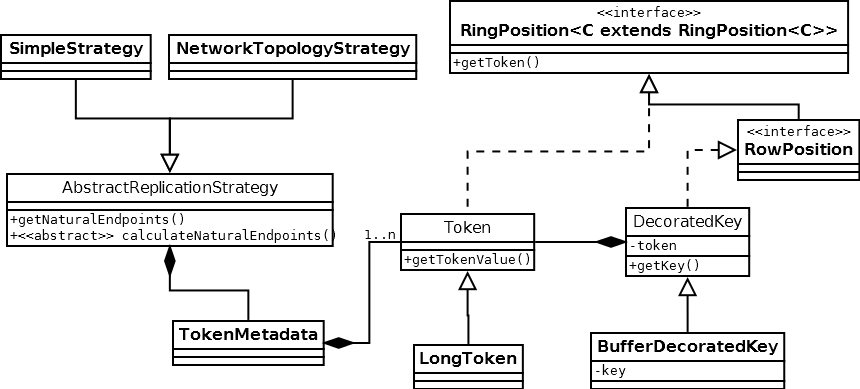 <<interface>>
RingPosition<C extends RingPosition<C>>
+getToken()
SimpleStrategy
NetworkTopologyStrategy
<<interface>>
RowPosition
AbstractReplicationStrategy
+getNaturalEndpoints()
+<<abstract>> calculateNaturalEndpoints()
1..n
Token
+getTokenValue()
DecoratedKey
-token
+getKey()
TokenMetadata
LongToken
BufferDecoratedKey
-key